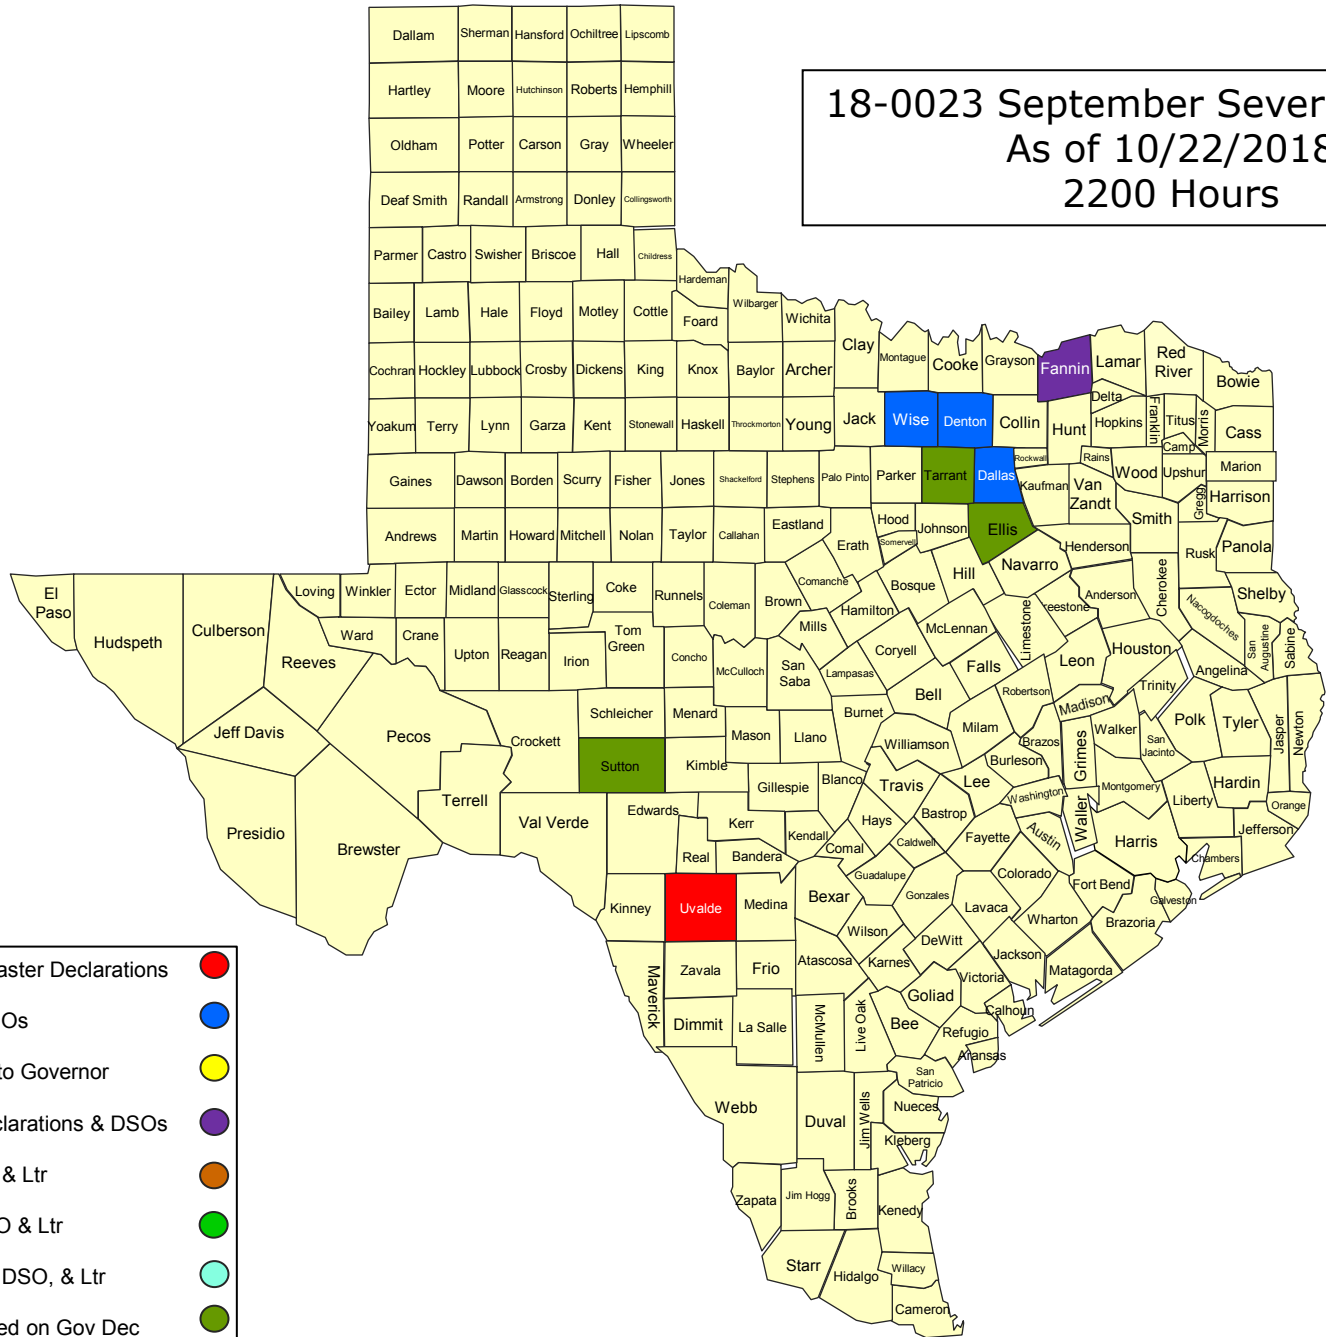 Dallam Sherman Hansford Ochiltree Lipscomb
Hartley Moore Hutchinson Roberts Hemphill
18-0023 September Sever
As of 10/22/2018
2200 Hours
Oldham Potter Carson Gray Wheeler
Deaf Smith Randall Armstrong Donley Collingsworth
Parmer Castro Swisher Briscoe Hall Childress
Hardeman
Bailey Lamb Hale Floyd Motley Cottle Foard Wilbarger Wichita
Clay Montague Cooke Grayson Fannin Lamar Red River Bowie
Cochran Hockley Lubbock Crosby Dickens King Knox Baylor Archer
Delta
Yoakum Terry Lynn Garza Kent Stonewall Haskell Throckmorton Young Jack Wise Denton Collin Hunt Hopkins Franklin Titus Morris Cass
Camp
Gaines Dawson Borden Scurry Fisher Jones Shackelford Stephens Palo Pinto Parker Tarrant Dallas Rockwall Kaufman Rains Van Zandt Wood Upshur Gregg Marion
Harrison
Andrews Martin Howard Mitchell Nolan Taylor Callahan Eastland Erath Hood Somervell Johnson Ellis Henderson Smith Rusk Panola
El Paso Hudspeth Culberson Loving Winkler Ector Midland Glasscock Sterling Coke Runnels Coleman Brown Comanche Hamilton Bosque Hill Navarro Anderson Cherokee Nacogdoches Shelby
Reeves Ward Crane Upton Reagan Irion Tom Green Concho McCulloch San Saba Mills Lampasas Coryell McLennan Limestone reestone Leon Houston Angelina San Augustine Sabine
Falls Bell Robertson Madison Trinity
Jeff Davis Pecos Crockett Schleicher Menard Mason Llano Burnet Williamson Milam Brazos Grimes Walker San Jacinto Polk Tyler Jasper Newton
Presidio Brewster Terrell Sutton Kimble Gillespie Blanco Travis Lee Burleson Washington Montgomery Liberty Hardin Orange
Val Verde Edwards Kerr Kendall Hays Bastrop Caldwell Fayette Austin Waller Harris Jefferson Chambers
Real Bandera Comal Guadalupe Gonzales Colorado Fort Bend Galveston
Kinney Uvalde Medina Bexar Wilson Lavaca Wharton Brazoria
Maverick Zavala Frio Atascosa Karnes DeWitt Jackson Matagorda
Dimmit La Salle McMullen Live Oak Bee Goliad Victoria Calhoun
Refugio Aransas
San Patricio
Webb Duval Jim Wells Nueces
Kleberg
Zapata Jim Hogg Brooks Kenedy
Starr Hidalgo Willacy
Cameron
aster Declarations
Os
to Governor
clarations & DSOs
& Ltr
O & Ltr
DSO, & Ltr
ed on Gov Dec